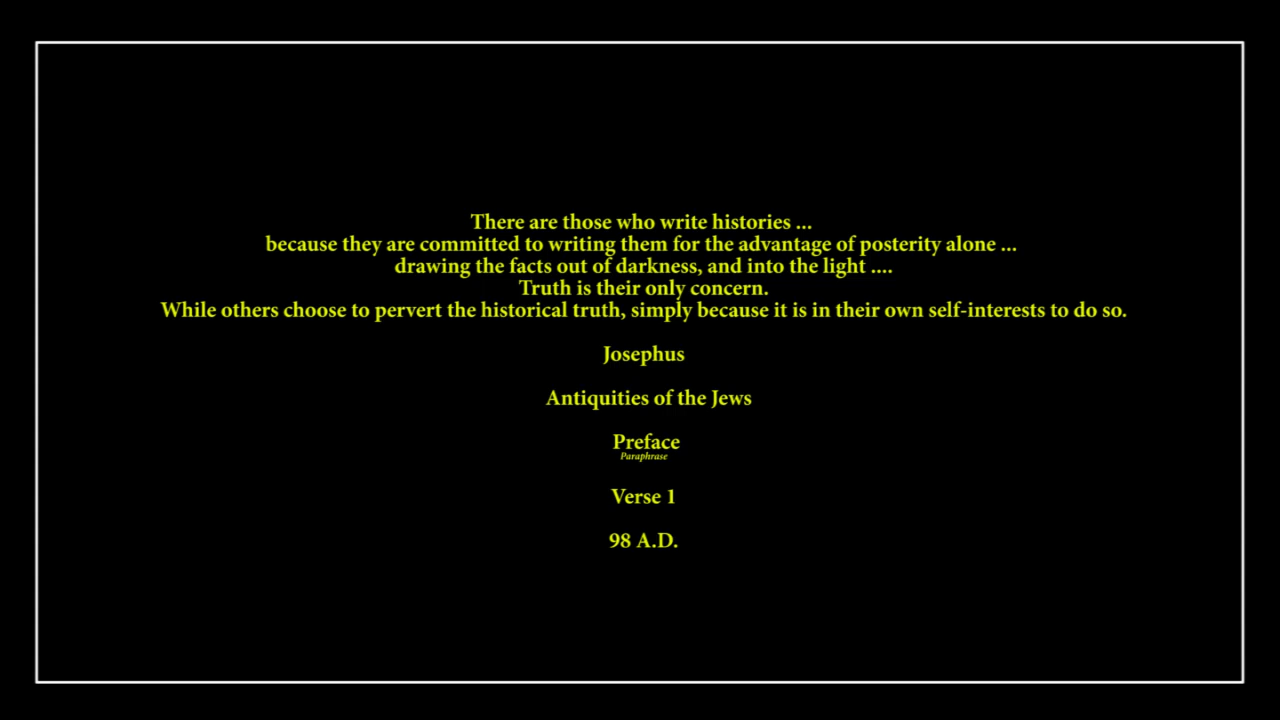 There are those who write histories ...
because they are committed to writing them for the advantage of posterity alone ...
drawing the facts out of darkness, and into the light ....
Truth is their only concern.
While others choose to pervert the historical truth, simply because it is in their own self-interests to do so.
Josephus
Antiquities of the Jews
Preface
Paraphrase
Verse 1
98 A.D.